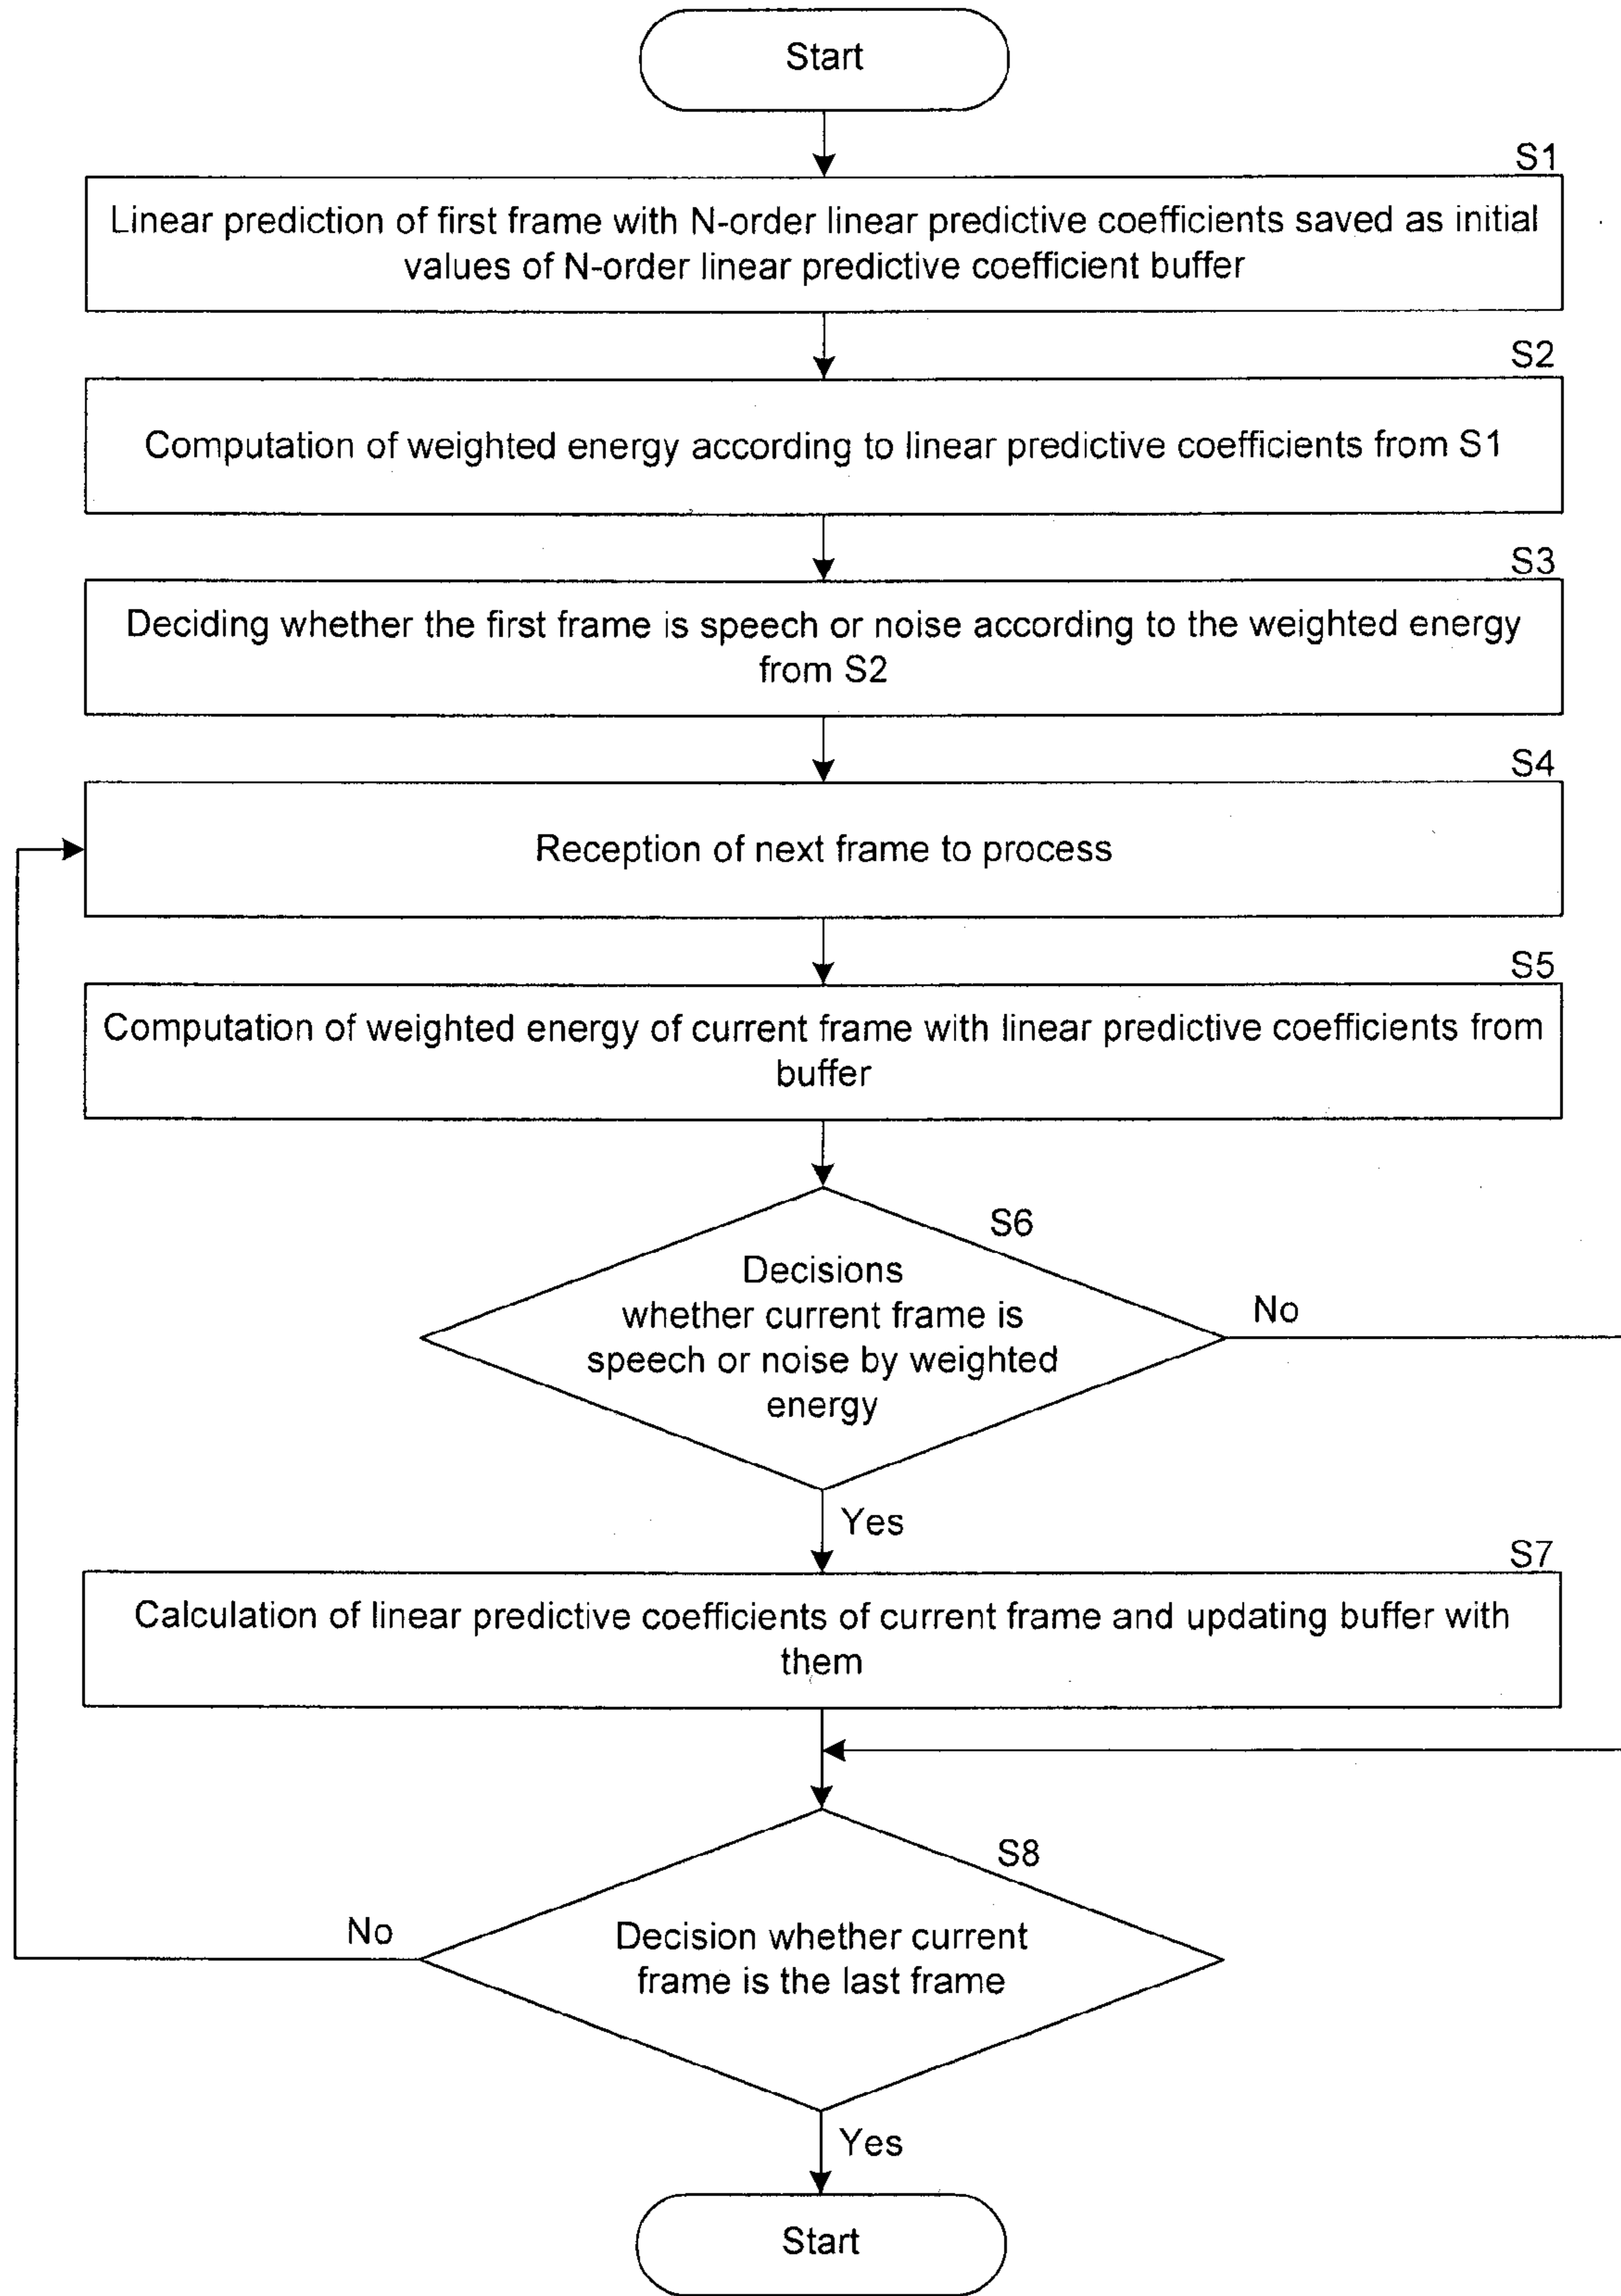 Start
S1
Linear prediction of first frame with N-order linear predictive coefficients saved as initial
values of N-order linear predictive coefficient buffer
S2
Computation of weighted energy according to linear predictive coefficients from S1
S3
Deciding whether the first frame is speech or noise according to the weighted energy
from S2
S4
Reception of next frame to process
S5
Computation of weighted energy of current frame with linear predictive coefficients from
buffer
S6
Decisions
whether current frame is
speech or noise by weighted
energy
No
Yes
S7
Calculation of linear predictive coefficients of current frame and updating buffer with
them
S8
Decision whether current
frame is the last frame
No
Yes
Start